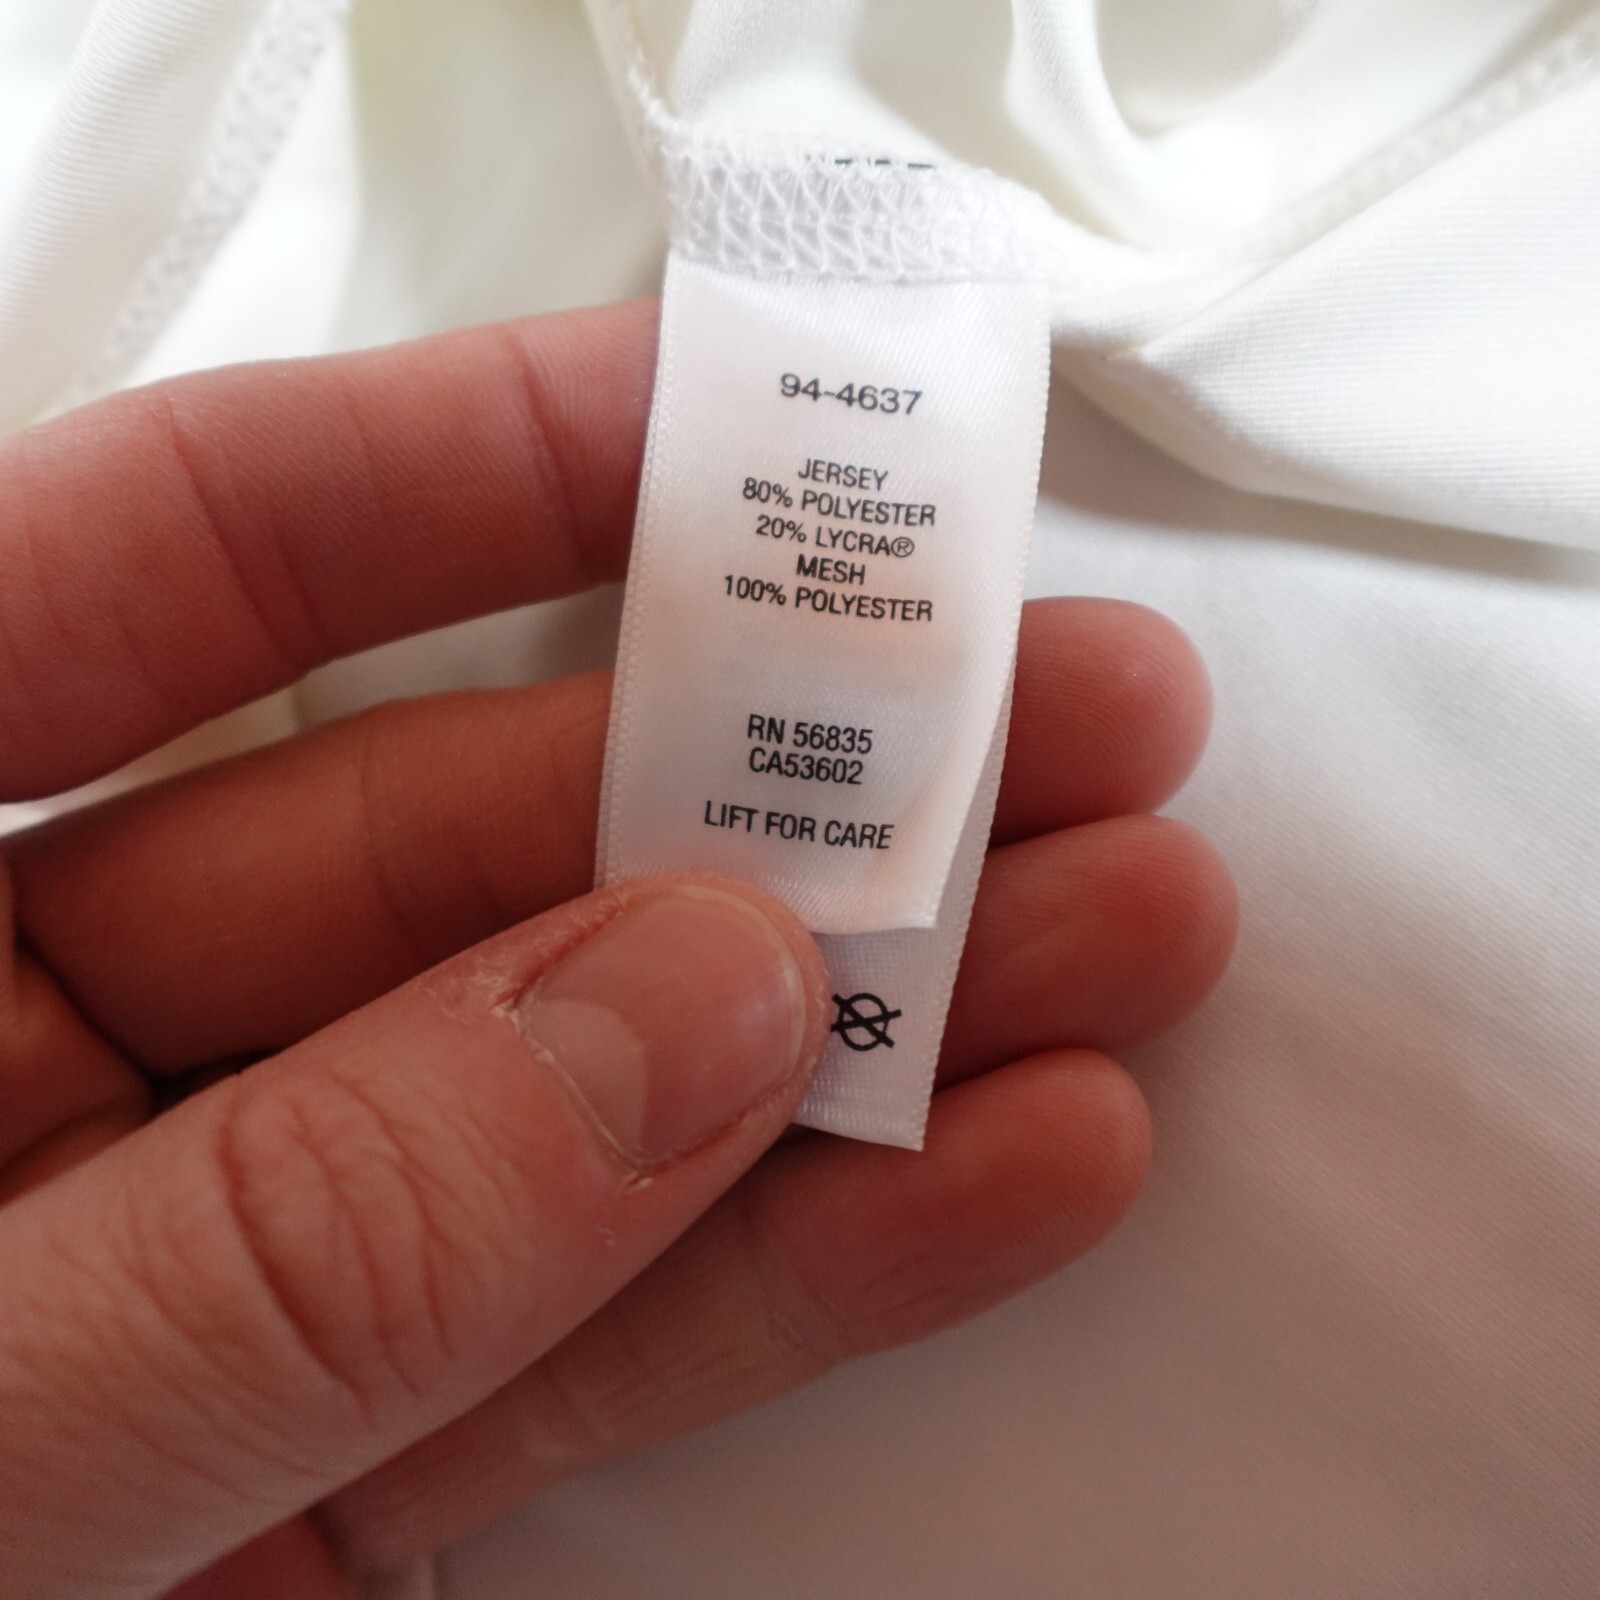 94-4637
JERSEY
80% POLYESTER
20% LYCRA®
MESH
100% POLYESTER
RN 56835
CA53602
LIFT FOR CARE